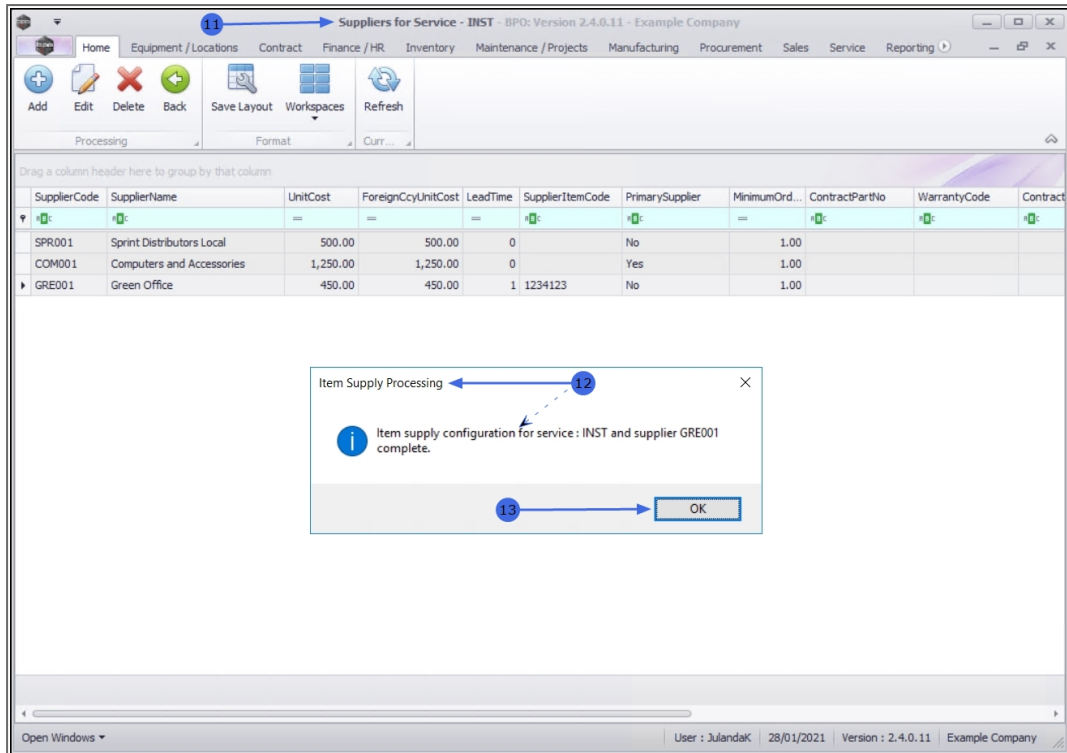 11
Suppliers for Service - INST - BPO: Version 2.4.0.11 - Example Company
Home Equipment / Locations Contract Finance / HR Inventory Maintenance / Projects Manufacturing Procurement Sales Service Reporting
Add Edit Delete Back Save Layout Workspaces Refresh
Processing Format Curr...
Drag a column header here to group by that column
SupplierCode SupplierName UnitCost ForeignCcyUnitCost LeadTime SupplierItemCode PrimarySupplier MinimumOrd... ContractPartNo WarrantyCode Contract
SPR001 Sprint Distributors Local 500.00 500.00 0 No 1.00
COM001 Computers and Accessories 1,250.00 1,250.00 0 Yes 1.00
GRE001 Green Office 450.00 450.00 1 1234123 No 1.00
Item Supply Processing 12
Item supply configuration for service : INST and supplier GRE001
complete.
13 OK
Open Windows User : JulandaK 28/01/2021 Version : 2.4.0.11 Example Company